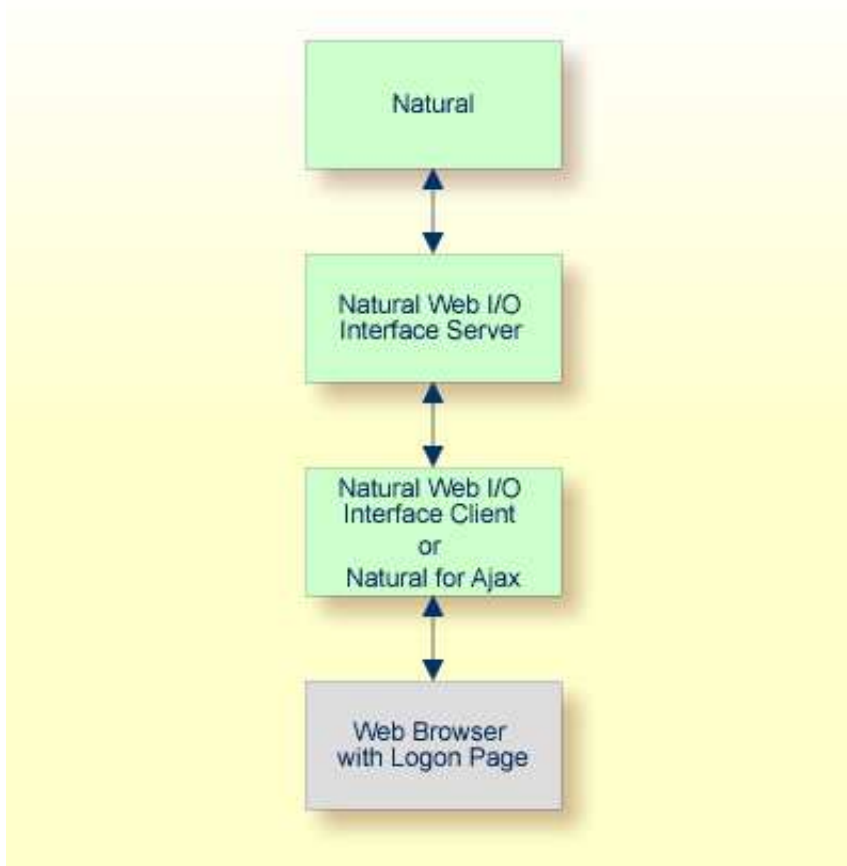 Natural
Natural Web I/O
Interface Server
Natural Web I/O
Interface Client
or
Natural for Ajax
Web Browser
with Logon Page